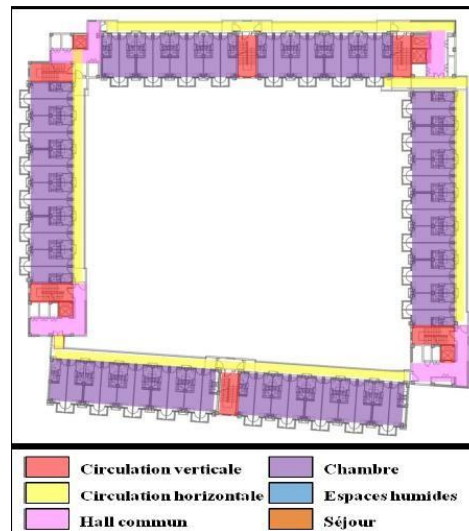 Circulation verticale
Chambre
Circulation horizontale
Espaces humides
Hall commun
Séjour